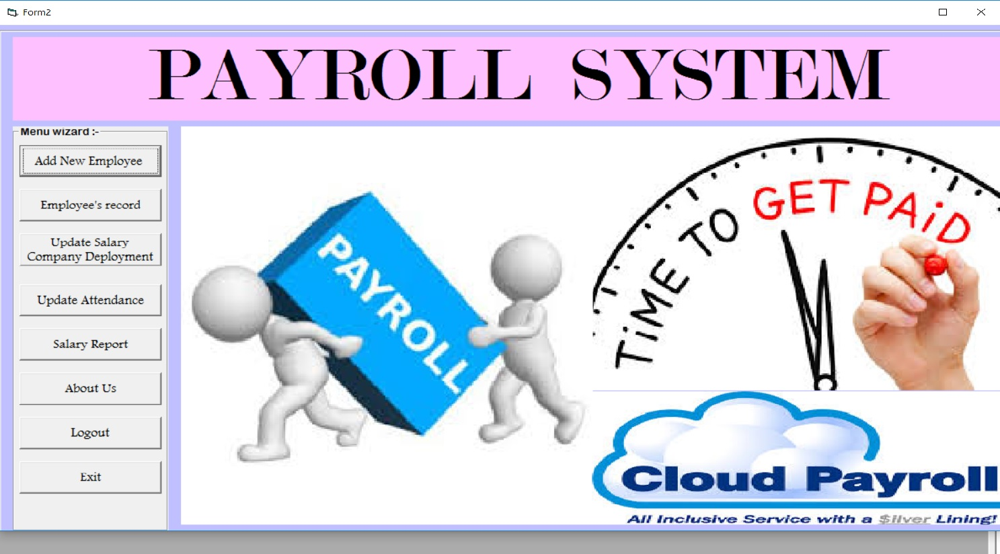 Form2
PAYROLL SYSTEM
Menu wizard :-
Add New Employee
Employee's record
Update Salary
Company Deployment
Update Attendance
Salary Report
About Us
Logout
Exit
PAYROLL
TiME TO GET PAiD
Cloud Payroll
All Inclusive Service with a $ilver Lining!